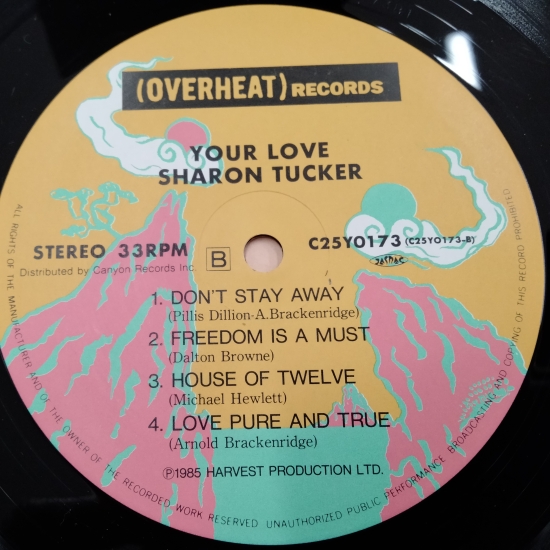 (OVERHEAT) RECORDS
YOUR LOVE
SHARON TUCKER
STEREO 33RPM
Distributed by Canyon Records Inc.
B
C25Y0173 (C25Y0173-B)
JASRAC
1. DON'T STAY AWAY
(Pillis Dillion-A.Brackenridge)
2. FREEDOM IS A MUST
(Dalton Browne)
3. HOUSE OF TWELVE
(Michael Hewlett)
4. LOVE PURE AND TRUE
(Arnold Brackenridge)
Ⓟ1985 HARVEST PRODUCTION LTD.
ALL RIGHTS OF THE MANUFACTURER AND OF THE OWNER OF THE RECORDED WORK RESERVED UNAUTHORIZED PUBLIC PERFORMANCE BROADCASTING AND COPYING OF THIS RECORD PROHIBITED